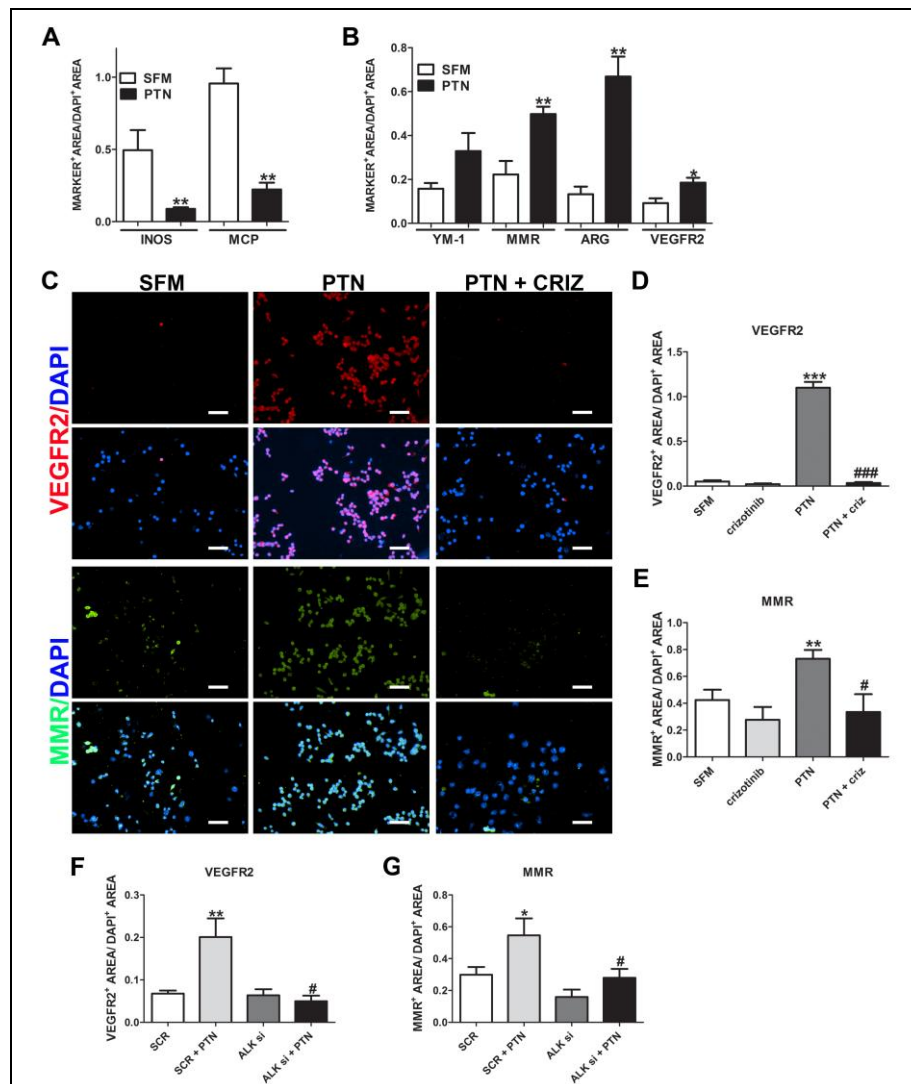 A
MARKER⁺ AREA/DAPI⁺ AREA
1.0
0.5
0.0
SFM
PTN
**
**
INOS MCP
B
MARKER⁺ AREA/DAPI⁺ AREA
0.8
0.6
0.4
0.2
0.0
SFM
PTN
**
**
*
YM-1 MMR ARG VEGFR2
C
SFM PTN PTN + CRIZ
VEGFR2/DAPI
MMR/DAPI
D
VEGFR2
VEGFR2⁺ AREA/ DAPI⁺ AREA
1.5
1.0
0.5
0.0
***
###
SFM crizotinib PTN PTN + criz
E
MMR
MMR⁺ AREA/ DAPI⁺ AREA
1.0
0.8
0.6
0.4
0.2
0.0
**
#
SFM crizotinib PTN PTN + criz
F
VEGFR2
VEGFR2⁺ AREA/ DAPI⁺ AREA
0.3
0.2
0.1
0.0
**
#
SCR SCR + PTN ALK si ALK si + PTN
G
MMR
MMR⁺ AREA/ DAPI⁺ AREA
0.8
0.6
0.4
0.2
0.0
*
#
SCR SCR + PTN ALK si ALK si + PTN